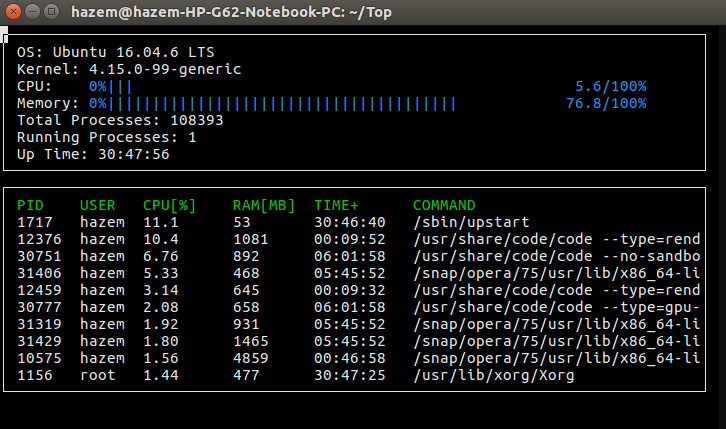 hazem@hazem-HP-G62-Notebook-PC: ~/Top
OS: Ubuntu 16.04.6 LTS
Kernel: 4.15.0-99-generic
CPU: 0%||| 5.6/100%
Memory: 0%||||||||||||||||||||||||||||||||||||||| 76.8/100%
Total Processes: 108393
Running Processes: 1
Up Time: 30:47:56
PID USER CPU[%] RAM[MB] TIME+ COMMAND
1717 hazem 11.1 53 30:46:40 /sbin/upstart
12376 hazem 10.4 1081 00:09:52 /usr/share/code/code --type=rend
30751 hazem 6.76 892 06:01:58 /usr/share/code/code --no-sandbo
31406 hazem 5.33 468 05:45:52 /snap/opera/75/usr/lib/x86_64-li
12459 hazem 3.14 645 00:09:32 /usr/share/code/code --type=rend
30777 hazem 2.08 658 06:01:58 /usr/share/code/code --type=gpu-
31319 hazem 1.92 931 05:45:52 /snap/opera/75/usr/lib/x86_64-li
31429 hazem 1.80 1465 05:45:52 /snap/opera/75/usr/lib/x86_64-li
10575 hazem 1.56 4859 00:46:58 /snap/opera/75/usr/lib/x86_64-li
1156 root 1.44 477 30:47:25 /usr/lib/xorg/Xorg